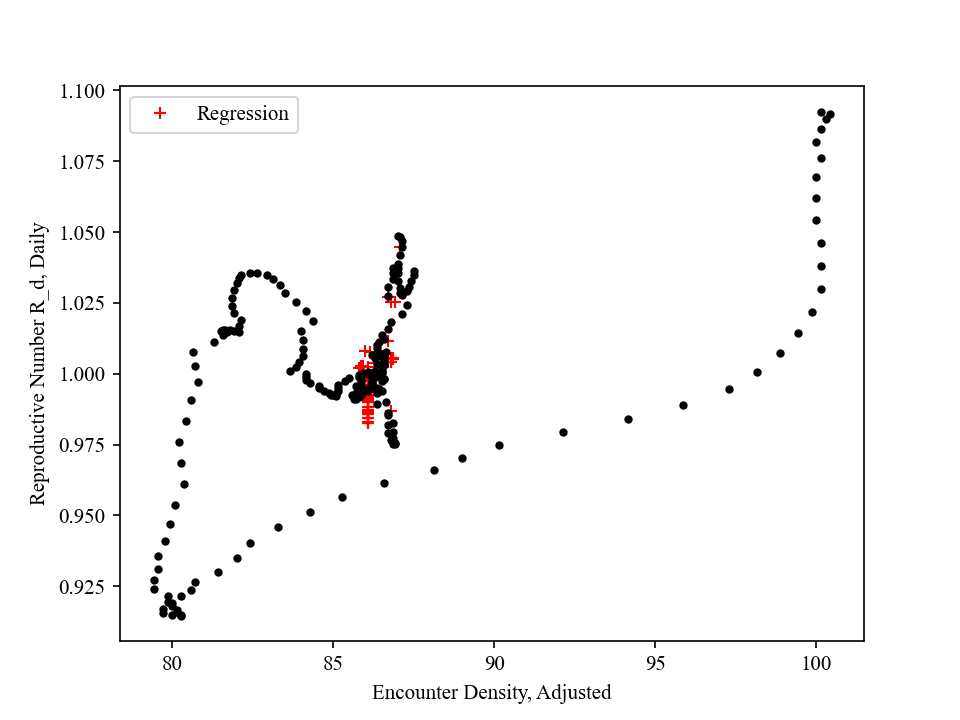 Regression
1.100
1.075
1.050
1.025
1.000
0.975
0.950
0.925
Reproductive Number R_d, Daily
80 85 90 95 100
Encounter Density, Adjusted